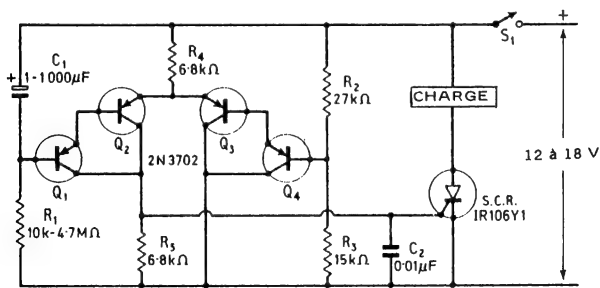 +
S₁
C₁
1-1000µF
+
R₄
6.8kΩ
R₂
27kΩ
CHARGE
12 à 18 V
Q₂
Q₃
2N3702
Q₁
Q₄
S.C.R.
IR106Y1
R₁
10k-4.7MΩ
R₅
6.8kΩ
R₃
15kΩ
C₂
0.01µF